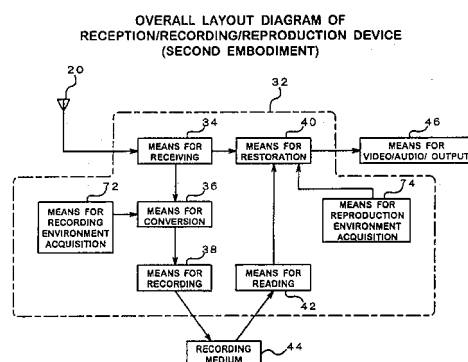 OVERALL LAYOUT DIAGRAM OF
RECEPTION/RECORDING/REPRODUCTION DEVICE
(SECOND EMBODIMENT)
20
32
34
40
46
MEANS FOR
RECEIVING
MEANS FOR
RESTORATION
MEANS FOR
VIDEO/AUDIO/ OUTPUT
72
36
74
MEANS FOR
RECORDING
ENVIRONMENT
ACQUISITION
MEANS FOR
CONVERSION
MEANS FOR
REPRODUCTION
ENVIRONMENT
ACQUISITION
38
MEANS FOR
RECORDING
MEANS FOR
READING
42
RECORDING
MEDIUM
44